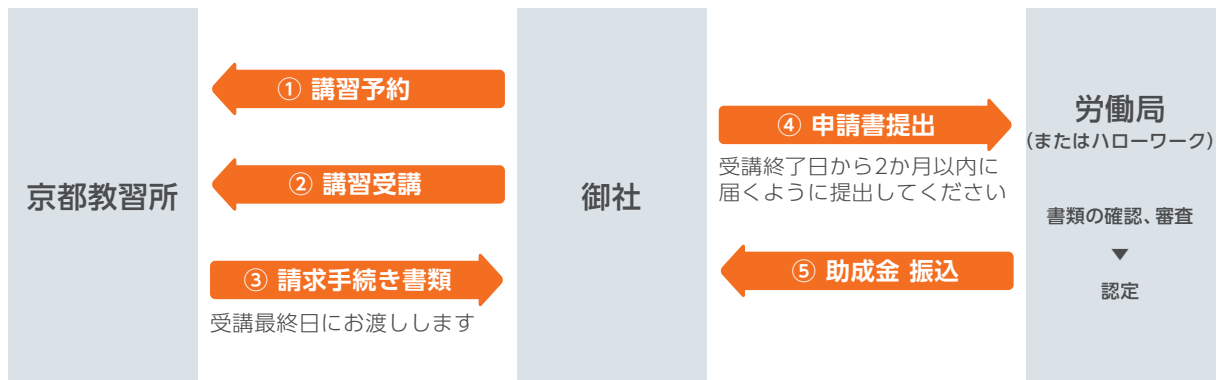 京都教習所
① 講習予約
② 講習受講
③ 請求手続き書類
受講最終日にお渡しします
御社
④ 申請書提出
受講終了日から2か月以内に
届くように提出してください
⑤ 助成金 振込
労働局
(またはハローワーク)
書類の確認、審査
▼
認定